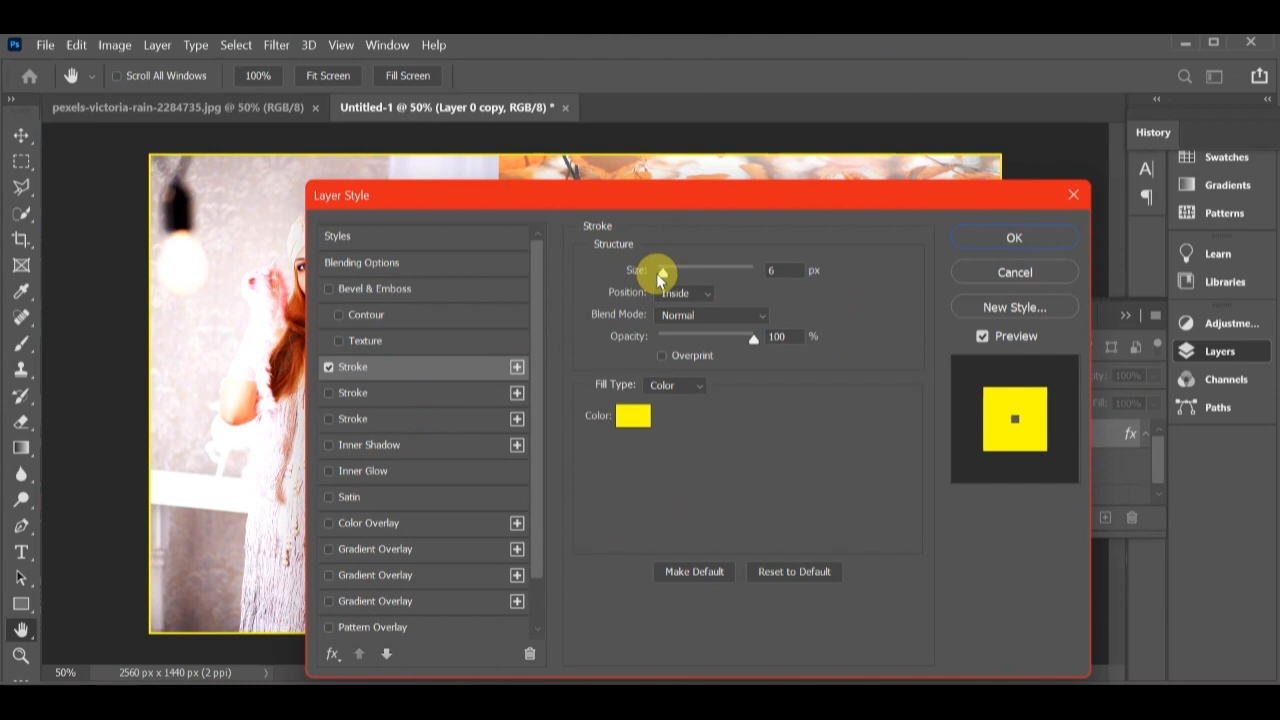 Ps File Edit Image Layer Type Select Filter 3D View Window Help
Scroll All Windows 100% Fit Screen Fill Screen
pexels-victoria-rain-2284735.jpg @ 50% (RGB/8) × Untitled-1 @ 50% (Layer 0 copy, RGB/8) * ×
History
Swatches
Gradients
Patterns
Learn
Libraries
Adjustme...
Layers
Channels
Paths
Layer Style
Styles
Blending Options
Bevel & Emboss
Contour
Texture
Stroke
Stroke
Stroke
Inner Shadow
Inner Glow
Satin
Color Overlay
Gradient Overlay
Gradient Overlay
Gradient Overlay
Pattern Overlay
fx
Stroke
Structure
Size: 6 px
Position: Inside
Blend Mode: Normal
Opacity: 100 %
Overprint
Fill Type: Color
Color:
Make Default Reset to Default
OK
Cancel
New Style...
Preview
100%
Fill: 100%
fx
50% 2560 px x 1440 px (2 ppi)